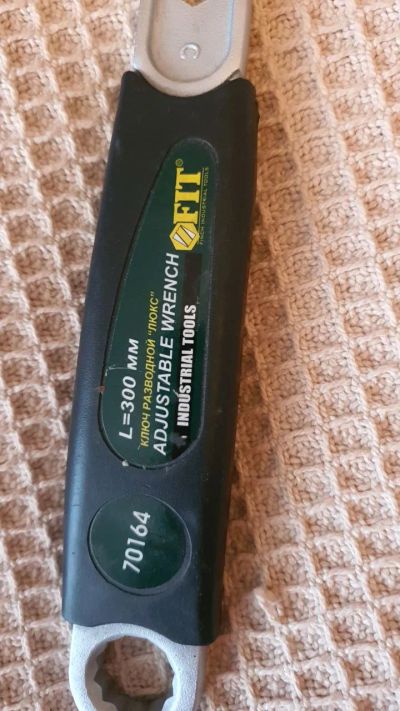 FIT®
FINCH INDUSTRIAL TOOLS
L=300 мм
КЛЮЧ РАЗВОДНОЙ "ЛЮКС"
ADJUSTABLE WRENCH
INDUSTRIAL TOOLS
70164
C